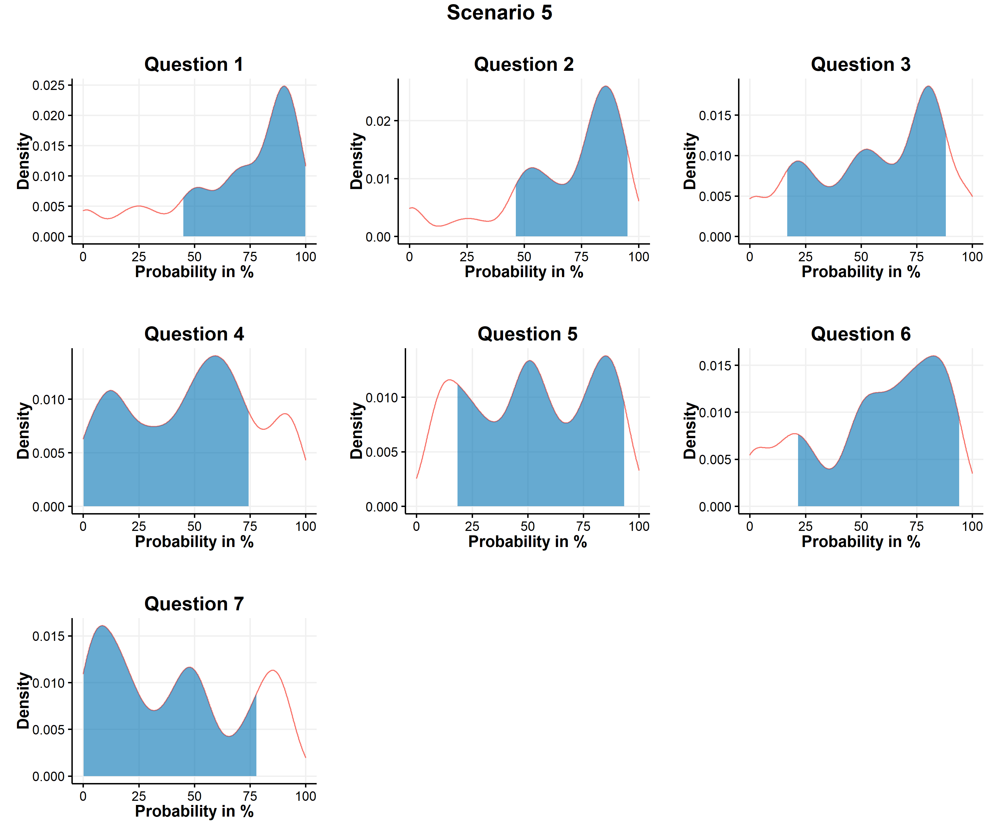 Scenario 5
Question 1
Density
0.025
0.020
0.015
0.010
0.005
0.000
0 25 50 75 100
Probability in %
Question 2
Density
0.02
0.01
0.00
0 25 50 75 100
Probability in %
Question 3
Density
0.015
0.010
0.005
0.000
0 25 50 75 100
Probability in %
Question 4
Density
0.010
0.005
0.000
0 25 50 75 100
Probability in %
Question 5
Density
0.010
0.005
0.000
0 25 50 75 100
Probability in %
Question 6
Density
0.015
0.010
0.005
0.000
0 25 50 75 100
Probability in %
Question 7
Density
0.015
0.010
0.005
0.000
0 25 50 75 100
Probability in %